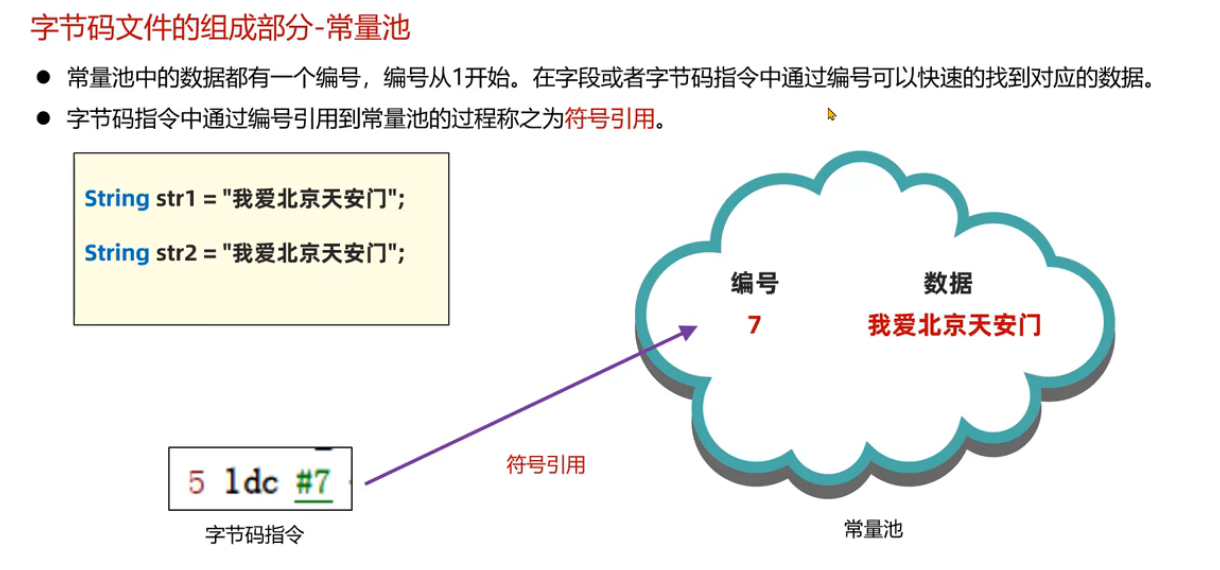 字节码文件的组成部分-常量池
● 常量池中的数据都有一个编号，编号从1开始。在字段或者字节码指令中通过编号可以快速的找到对应的数据。
● 字节码指令中通过编号引用到常量池的过程称之为符号引用。
String str1 = "我爱北京天安门";
String str2 = "我爱北京天安门";
编号 数据
7 我爱北京天安门
符号引用
5 ldc #7
字节码指令
常量池